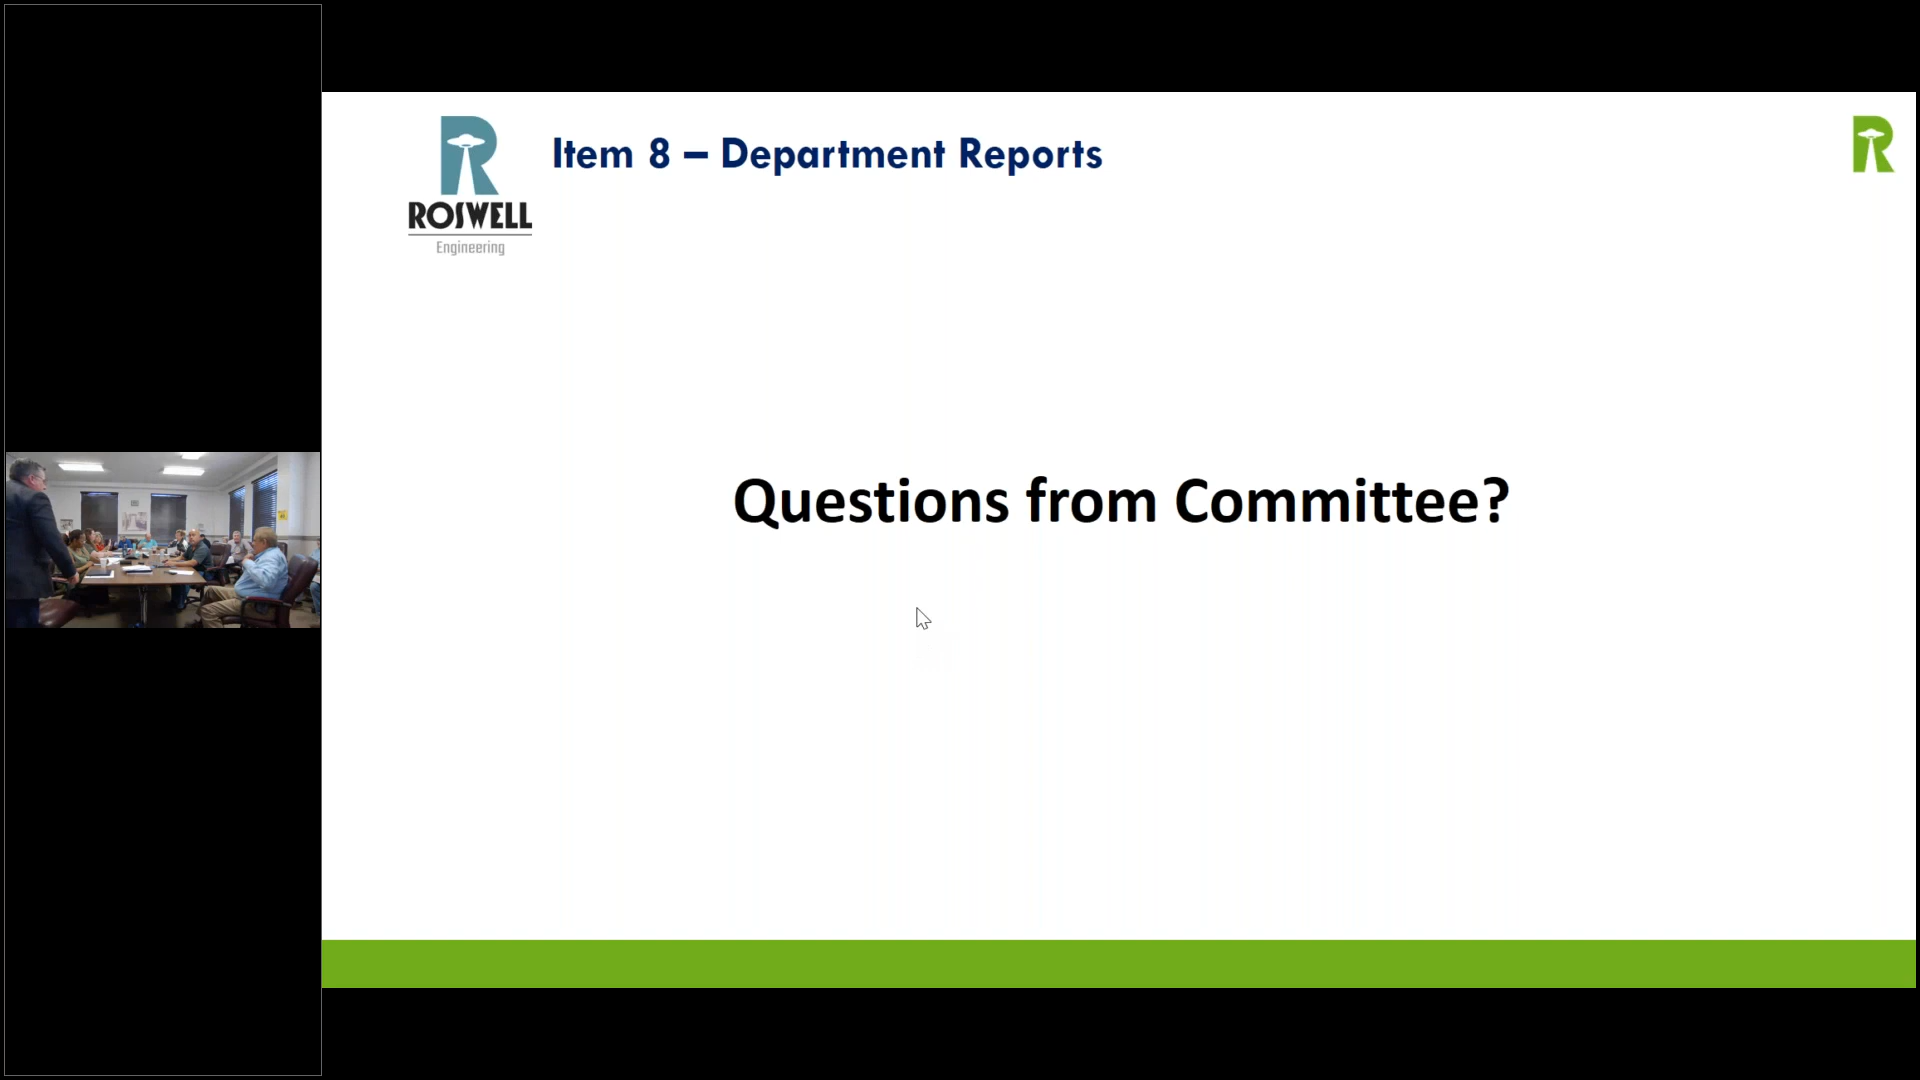 Item 8 – Department Reports
ROSWELL
Engineering
Questions from Committee?